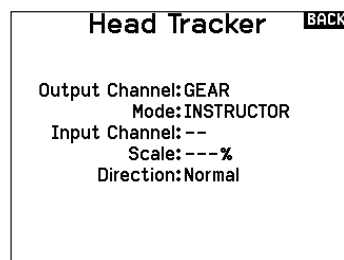 Head Tracker BACK
Output Channel: GEAR
Mode: INSTRUCTOR
Input Channel: --
Scale: ---%
Direction: Normal